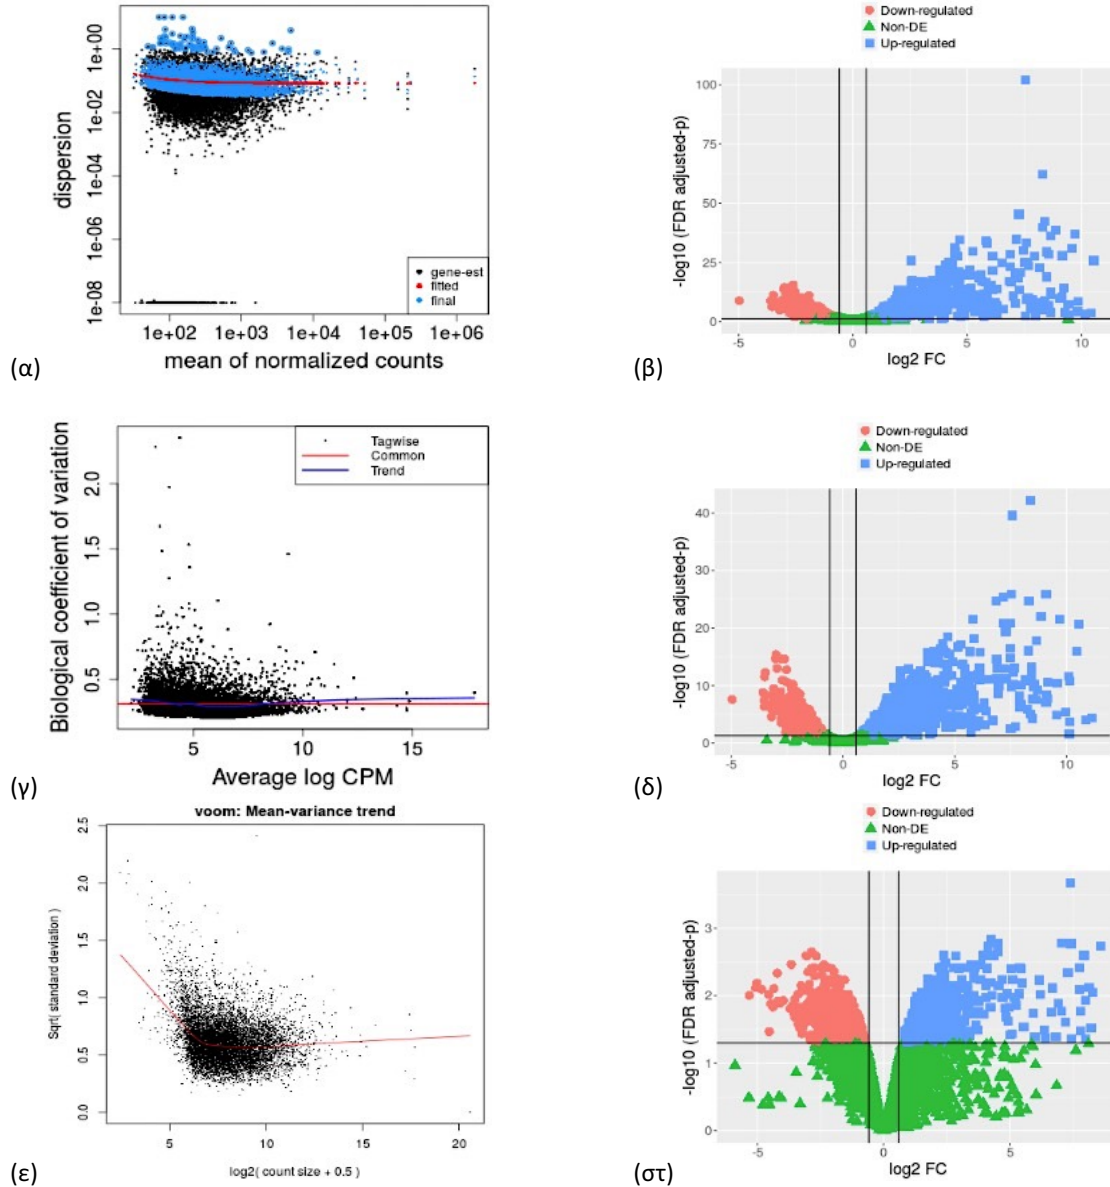 1e+00
1e-02
1e-04
1e-06
1e-08
dispersion
gene-est
fitted
final
1e+02 1e+03 1e+04 1e+05 1e+06
mean of normalized counts
(α)
Down-regulated
Non-DE
Up-regulated
100
75
50
25
0
-log10 (FDR adjusted-p)
-5 0 5 10
log2 FC
(β)
Tagwise
Common
Trend
2.0
1.5
1.0
0.5
Biological coefficient of variation
5 10 15
Average log CPM
(γ)
Down-regulated
Non-DE
Up-regulated
40
30
20
10
0
-log10 (FDR adjusted-p)
-5 0 5 10
log2 FC
(δ)
voom: Mean-variance trend
2.5
2.0
1.5
1.0
0.5
0.0
Sqrt( standard deviation )
5 10 15 20
log2( count size + 0.5 )
(ε)
Down-regulated
Non-DE
Up-regulated
3
2
1
0
-log10 (FDR adjusted-p)
-5 0 5
log2 FC
(στ)